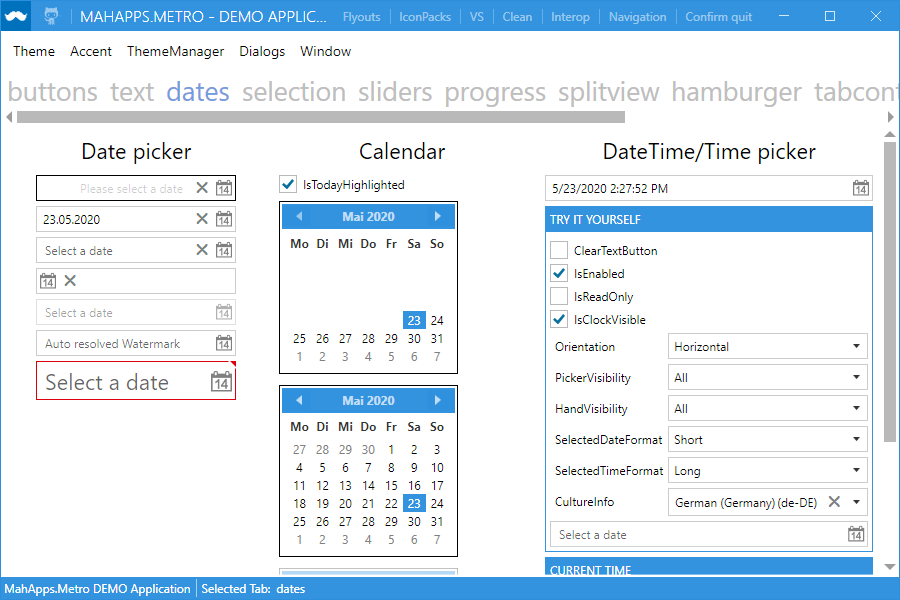 MAHAPPS.METRO - DEMO APPLIC... Flyouts IconPacks VS Clean Interop Navigation Confirm quit
Theme Accent ThemeManager Dialogs Window
buttons text dates selection sliders progress splitview hamburger tabcont
Date picker
Please select a date 14
23.05.2020 14
Select a date 14
14
Select a date 14
Auto resolved Watermark 14
Select a date 14
Calendar
IsTodayHighlighted
Mai 2020
Mo Di Mi Do Fr Sa So
23 24
25 26 27 28 29 30 31
1 2 3 4 5 6 7
Mai 2020
Mo Di Mi Do Fr Sa So
27 28 29 30 1 2 3
4 5 6 7 8 9 10
11 12 13 14 15 16 17
18 19 20 21 22 23 24
25 26 27 28 29 30 31
1 2 3 4 5 6 7
DateTime/Time picker
5/23/2020 2:27:52 PM 14
TRY IT YOURSELF
ClearTextButton
IsEnabled
IsReadOnly
IsClockVisible
Orientation Horizontal
PickerVisibility All
HandVisibility All
SelectedDateFormat Short
SelectedTimeFormat Long
CultureInfo German (Germany) (de-DE)
Select a date 14
CURRENT TIME
MahApps.Metro DEMO Application Selected Tab: dates